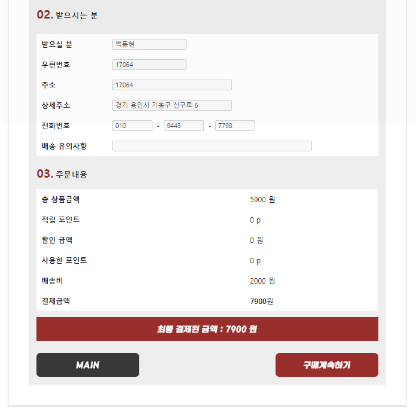 02. 받으시는 분
받으실 분 백동현
우편번호 17064
주소 17064
상세주소 경기 용인시 기흥구 신구로 6
전화번호 010 - 9443 - 7798
배송 유의사항
03. 주문내용
총 상품금액 5900 원
적립 포인트 0 p
할인 금액 0 원
사용한 포인트 0 p
배송비 2000 원
결제금액 7900원
최종 결제된 금액 : 7900 원
MAIN 구매계속하기